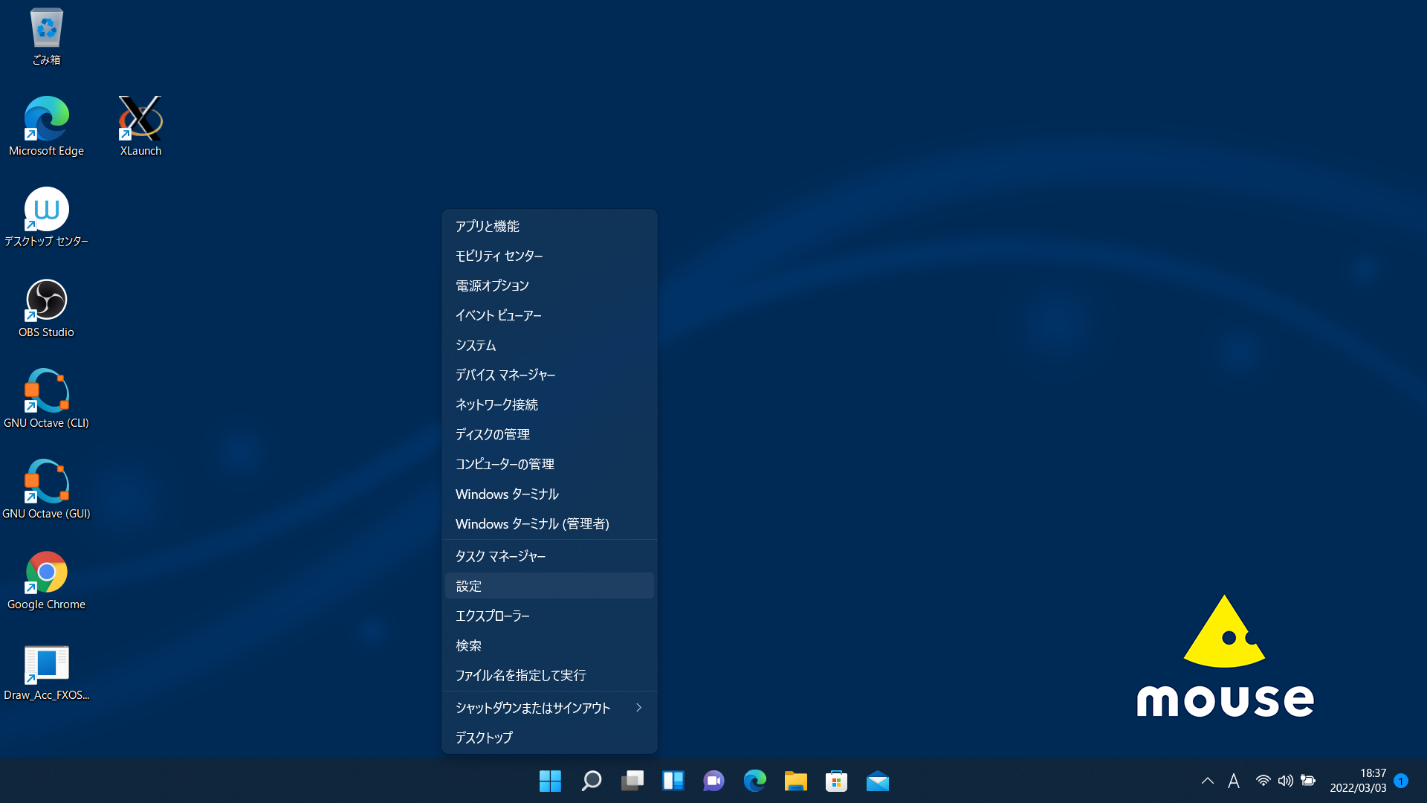 ごみ箱
Microsoft Edge
XLaunch
デスクトップ センター
OBS Studio
GNU Octave (CLI)
GNU Octave (GUI)
Google Chrome
Draw_Acc_FXOS...
アプリと機能
モビリティ センター
電源オプション
イベント ビューアー
システム
デバイス マネージャー
ネットワーク接続
ディスクの管理
コンピューターの管理
Windows ターミナル
Windows ターミナル (管理者)
タスク マネージャー
設定
エクスプローラー
検索
ファイル名を指定して実行
シャットダウンまたはサインアウト
デスクトップ
mouse
A
18:37
2022/03/03
1